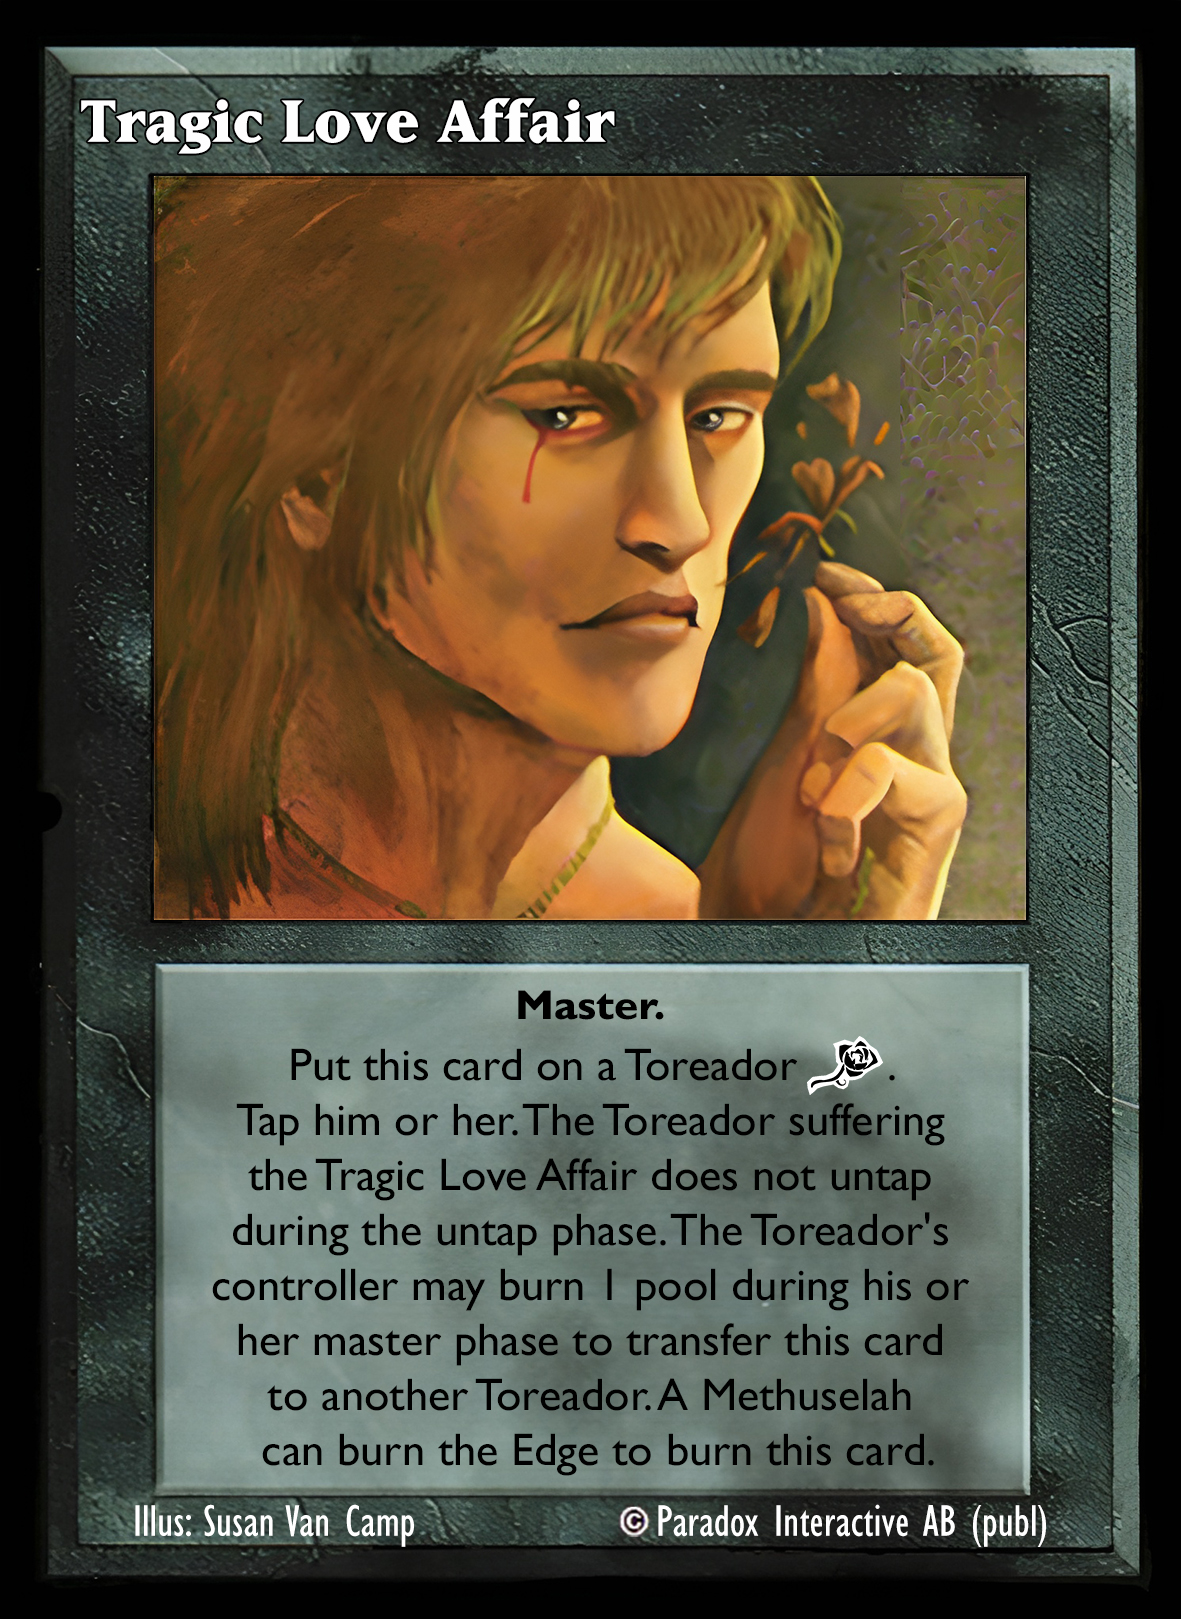 Tragic Love Affair
Master.
Put this card on a Toreador .
Tap him or her. The Toreador suffering
the Tragic Love Affair does not untap
during the untap phase. The Toreador's
controller may burn 1 pool during his or
her master phase to transfer this card
to another Toreador. A Methuselah
can burn the Edge to burn this card.
Illus: Susan Van Camp
© Paradox Interactive AB (publ)